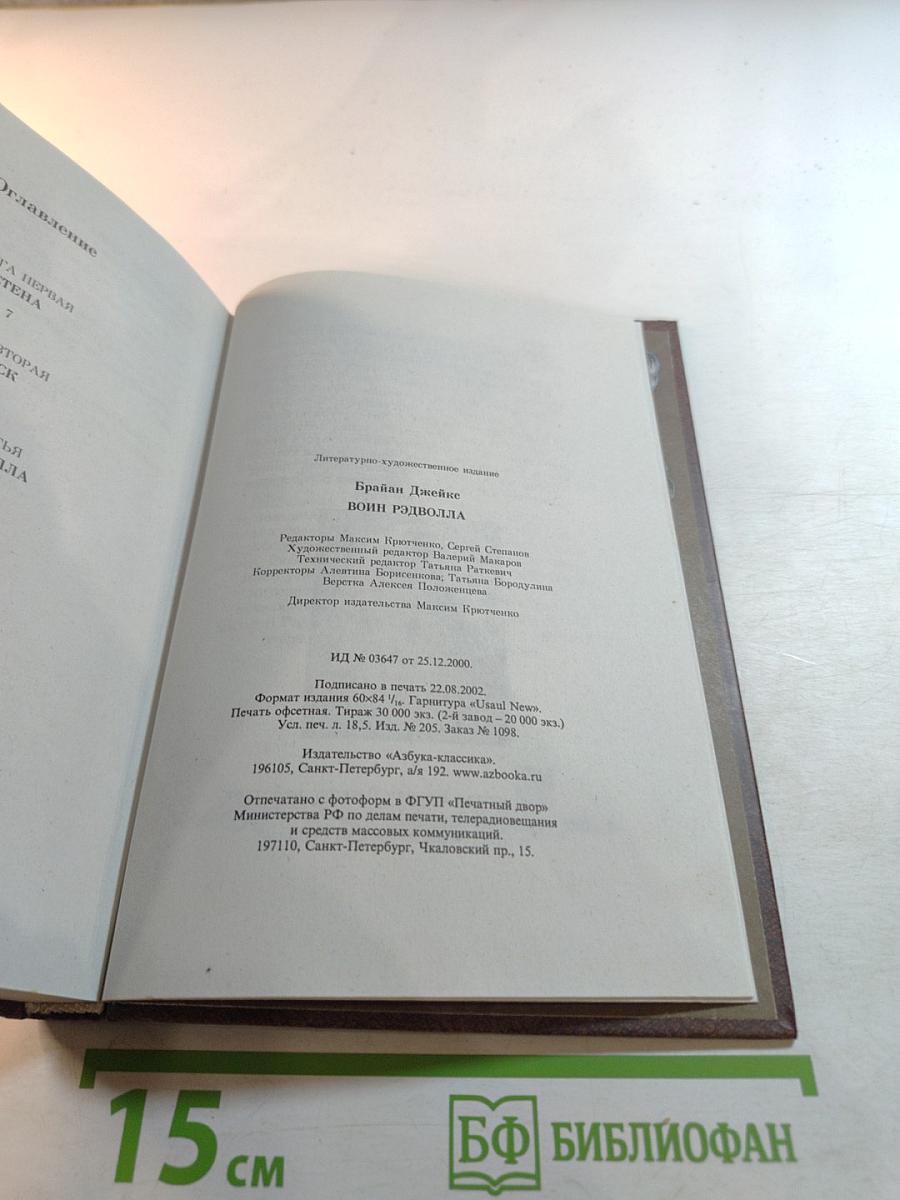 Оглавление
ПЕРВАЯ
СТЕНА
7
ВТОРАЯ
Литературно-художественное издание
Брайан Джейкс
ВОИН РЭДВОЛЛА
Редакторы Максим Крютченко, Сергей Степанов
Художественный редактор Валерий Макаров
Технический редактор Татьяна Раткевич
Корректоры Алевтина Борисенкова, Татьяна Бородулина
Верстка Алексея Положенцева
Директор издательства Максим Крютченко
ИД № 03647 от 25.12.2000.
Подписано в печать 22.08.2002.
Формат издания 60×84 1/16. Гарнитура «Usaul New».
Печать офсетная. Тираж 30 000 экз. (2-й завод – 20 000 экз.)
Усл. печ. л. 18,5. Изд. № 205. Заказ № 1098.
Издательство «Азбука-классика».
196105, Санкт-Петербург, а/я 192. www.azbooka.ru
Отпечатано с фотоформ в ФГУП «Печатный двор»
Министерства РФ по делам печати, телерадиовещания
и средств массовых коммуникаций.
197110, Санкт-Петербург, Чкаловский пр., 15.
15 см
БФ БИБЛИОФАН